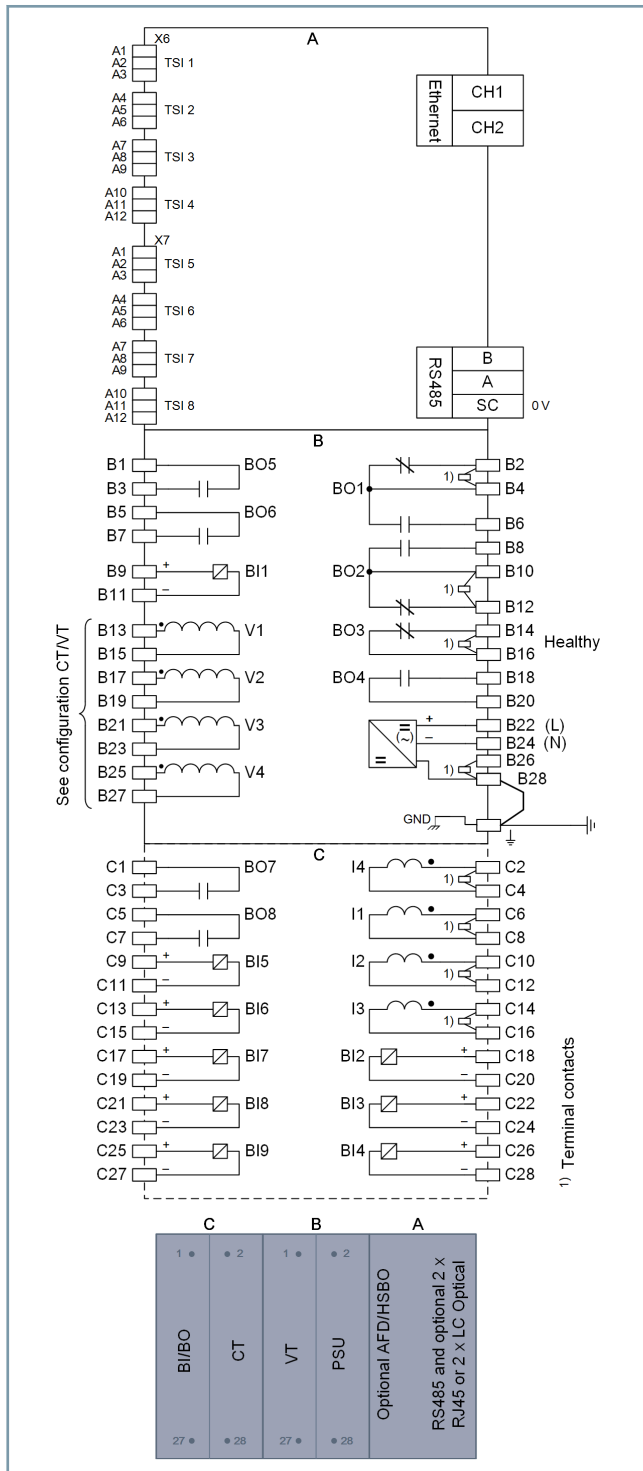 A
X6
A1
A2
A3
TSI 1
A4
A5
A6
TSI 2
A7
A8
A9
TSI 3
A10
A11
A12
TSI 4
X7
A1
A2
A3
TSI 5
A4
A5
A6
TSI 6
A7
A8
A9
TSI 7
A10
A11
A12
TSI 8
Ethernet
CH1
CH2
RS485
B
A
SC
0 V
B
B1
B3
BO5
B5
B7
BO6
B9
+
B11
–
BI1
See configuration CT/VT
B13
B15
V1
B17
B19
V2
B21
B23
V3
B25
B27
V4
BO1
B2
1)
B4
B6
BO2
B8
B10
1)
B12
BO3
B14
1)
B16
Healthy
BO4
B18
B20
(~)
+
B22 (L)
–
B24 (N)
B26
1)
B28
GND
C
C1
C3
BO7
C5
C7
BO8
C9
+
C11
–
BI5
C13
+
C15
–
BI6
C17
+
C19
–
BI7
C21
+
C23
–
BI8
C25
+
C27
–
BI9
I4
C2
1)
C4
I1
C6
1)
C8
I2
C10
1)
C12
I3
C14
1)
C16
BI2
+
C18
–
C20
BI3
+
C22
–
C24
BI4
+
C26
–
C28
1) Terminal contacts
C B A
1 2 1 2
BI/BO
CT
VT
PSU
Optional AFD/HSBO
RS485 and optional 2 x
RJ45 or 2 x LC Optical
27 28 27 28